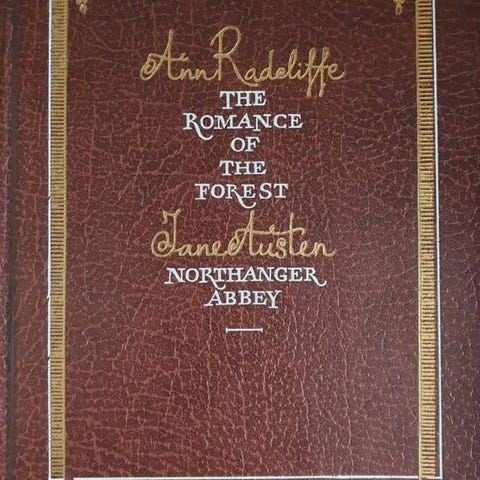 Ann Radcliffe
THE
ROMANCE
OF
THE
FOREST
Jane Austen
NORTHANGER
ABBEY